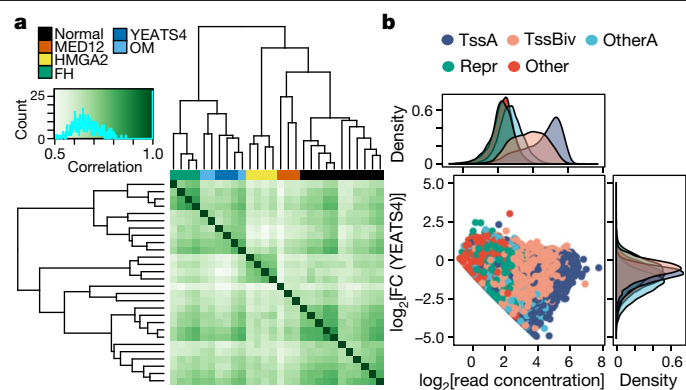 a
Normal
MED12
HMGA2
FH
YEATS4
OM
Count
25
0
0.5
1.0
Correlation
b
TssA
TssBiv
OtherA
Repr
Other
Density
0.6
0
log2[FC (YEATS4)]
5.0
2.5
0
−2.5
−5.0
0
2
4
6
8
log2[read concentration]
0
0.6
Density